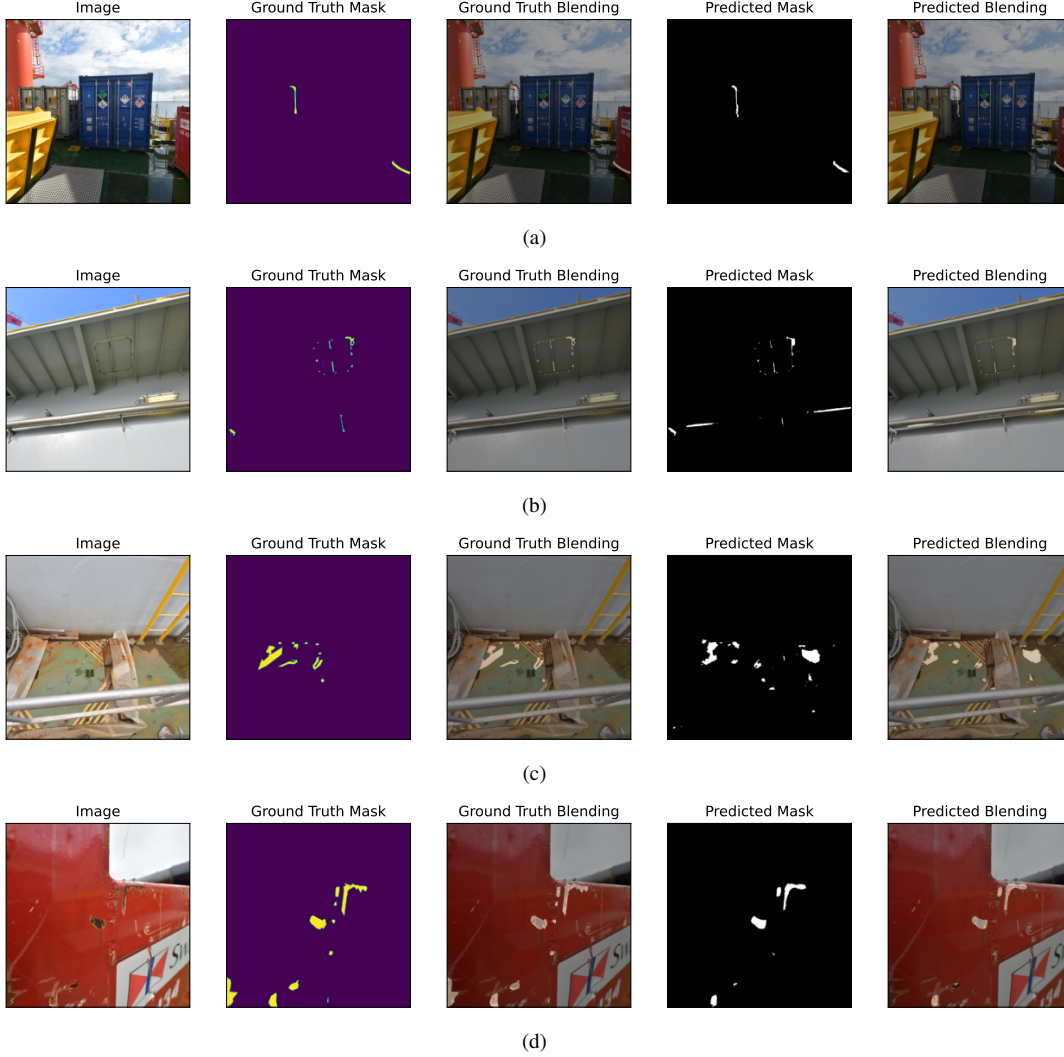 Image Ground Truth Mask Ground Truth Blending Predicted Mask Predicted Blending
(a)
Image Ground Truth Mask Ground Truth Blending Predicted Mask Predicted Blending
(b)
Image Ground Truth Mask Ground Truth Blending Predicted Mask Predicted Blending
(c)
Image Ground Truth Mask Ground Truth Blending Predicted Mask Predicted Blending
(d)